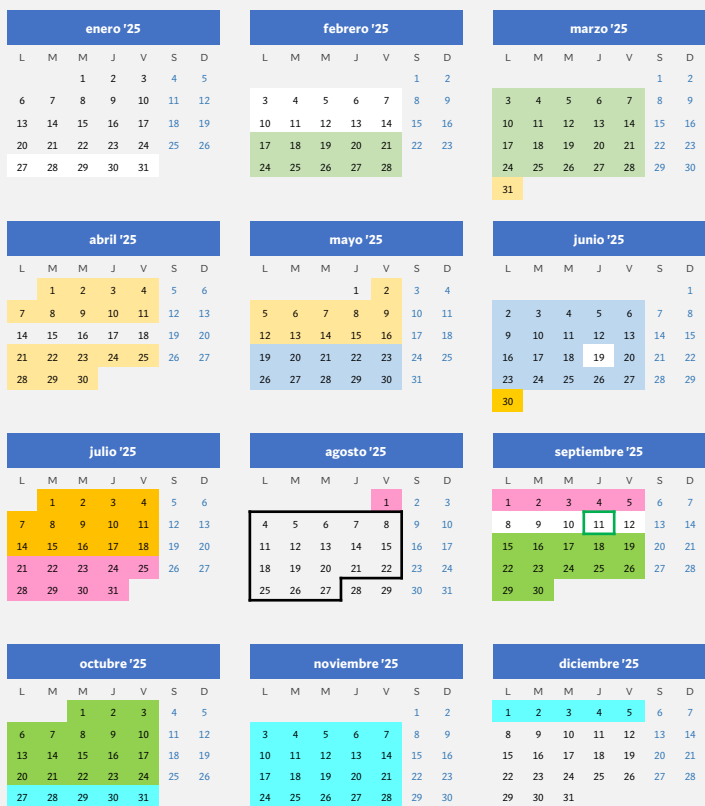 enero '25 febrero '25 marzo '25
L M M J V S D L M M J V S D L M M J V S D
1 2 3 4 5 1 2 1 2
6 7 8 9 10 11 12 3 4 5 6 7 8 9 3 4 5 6 7 8 9
13 14 15 16 17 18 19 10 11 12 13 14 15 16 10 11 12 13 14 15 16
20 21 22 23 24 25 26 17 18 19 20 21 22 23 17 18 19 20 21 22 23
27 28 29 30 31 24 25 26 27 28 24 25 26 27 28 29 30
31
abril '25 mayo '25 junio '25
L M M J V S D L M M J V S D L M M J V S D
1 2 3 4 5 6 1 2 3 4 1
7 8 9 10 11 12 13 5 6 7 8 9 10 11 2 3 4 5 6 7 8
14 15 16 17 18 19 20 12 13 14 15 16 17 18 9 10 11 12 13 14 15
21 22 23 24 25 26 27 19 20 21 22 23 24 25 16 17 18 19 20 21 22
28 29 30 26 27 28 29 30 31 23 24 25 26 27 28 29
30
julio '25 agosto '25 septiembre '25
L M M J V S D L M M J V S D L M M J V S D
1 2 3 4 5 6 1 2 3 1 2 3 4 5 6 7
7 8 9 10 11 12 13 4 5 6 7 8 9 10 8 9 10 11 12 13 14
14 15 16 17 18 19 20 11 12 13 14 15 16 17 15 16 17 18 19 20 21
21 22 23 24 25 26 27 18 19 20 21 22 23 24 22 23 24 25 26 27 28
28 29 30 31 25 26 27 28 29 30 31 29 30
octubre '25 noviembre '25 diciembre '25
L M M J V S D L M M J V S D L M M J V S D
1 2 3 4 5 1 2 1 2 3 4 5 6 7
6 7 8 9 10 11 12 3 4 5 6 7 8 9 8 9 10 11 12 13 14
13 14 15 16 17 18 19 10 11 12 13 14 15 16 15 16 17 18 19 20 21
20 21 22 23 24 25 26 17 18 19 20 21 22 23 22 23 24 25 26 27 28
27 28 29 30 31 24 25 26 27 28 29 30 29 30 31